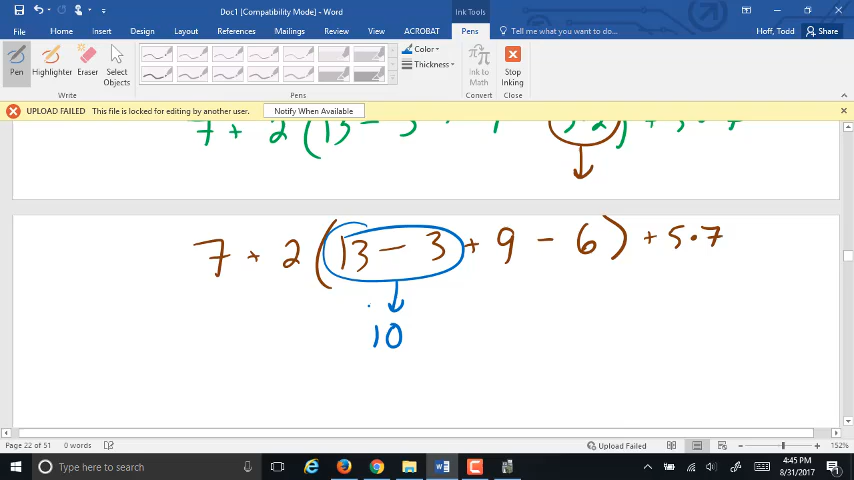 Doc1 [Compatibility Mode] - Word
Ink Tools
File Home Insert Design Layout References Mailings Review View ACROBAT Pens Tell me what you want to do... Hoff, Todd Share
Pen Highlighter Eraser Select Objects
Color
Thickness
Ink to Math
Stop Inking
Write Pens Convert Close
UPLOAD FAILED This file is locked for editing by another user. Notify When Available
7 + 2 ( 13 - 3 + 9 - 6 ) + 5 · 7
10
Page 22 of 51 0 words Upload Failed 152%
Type here to search
4:45 PM
8/31/2017